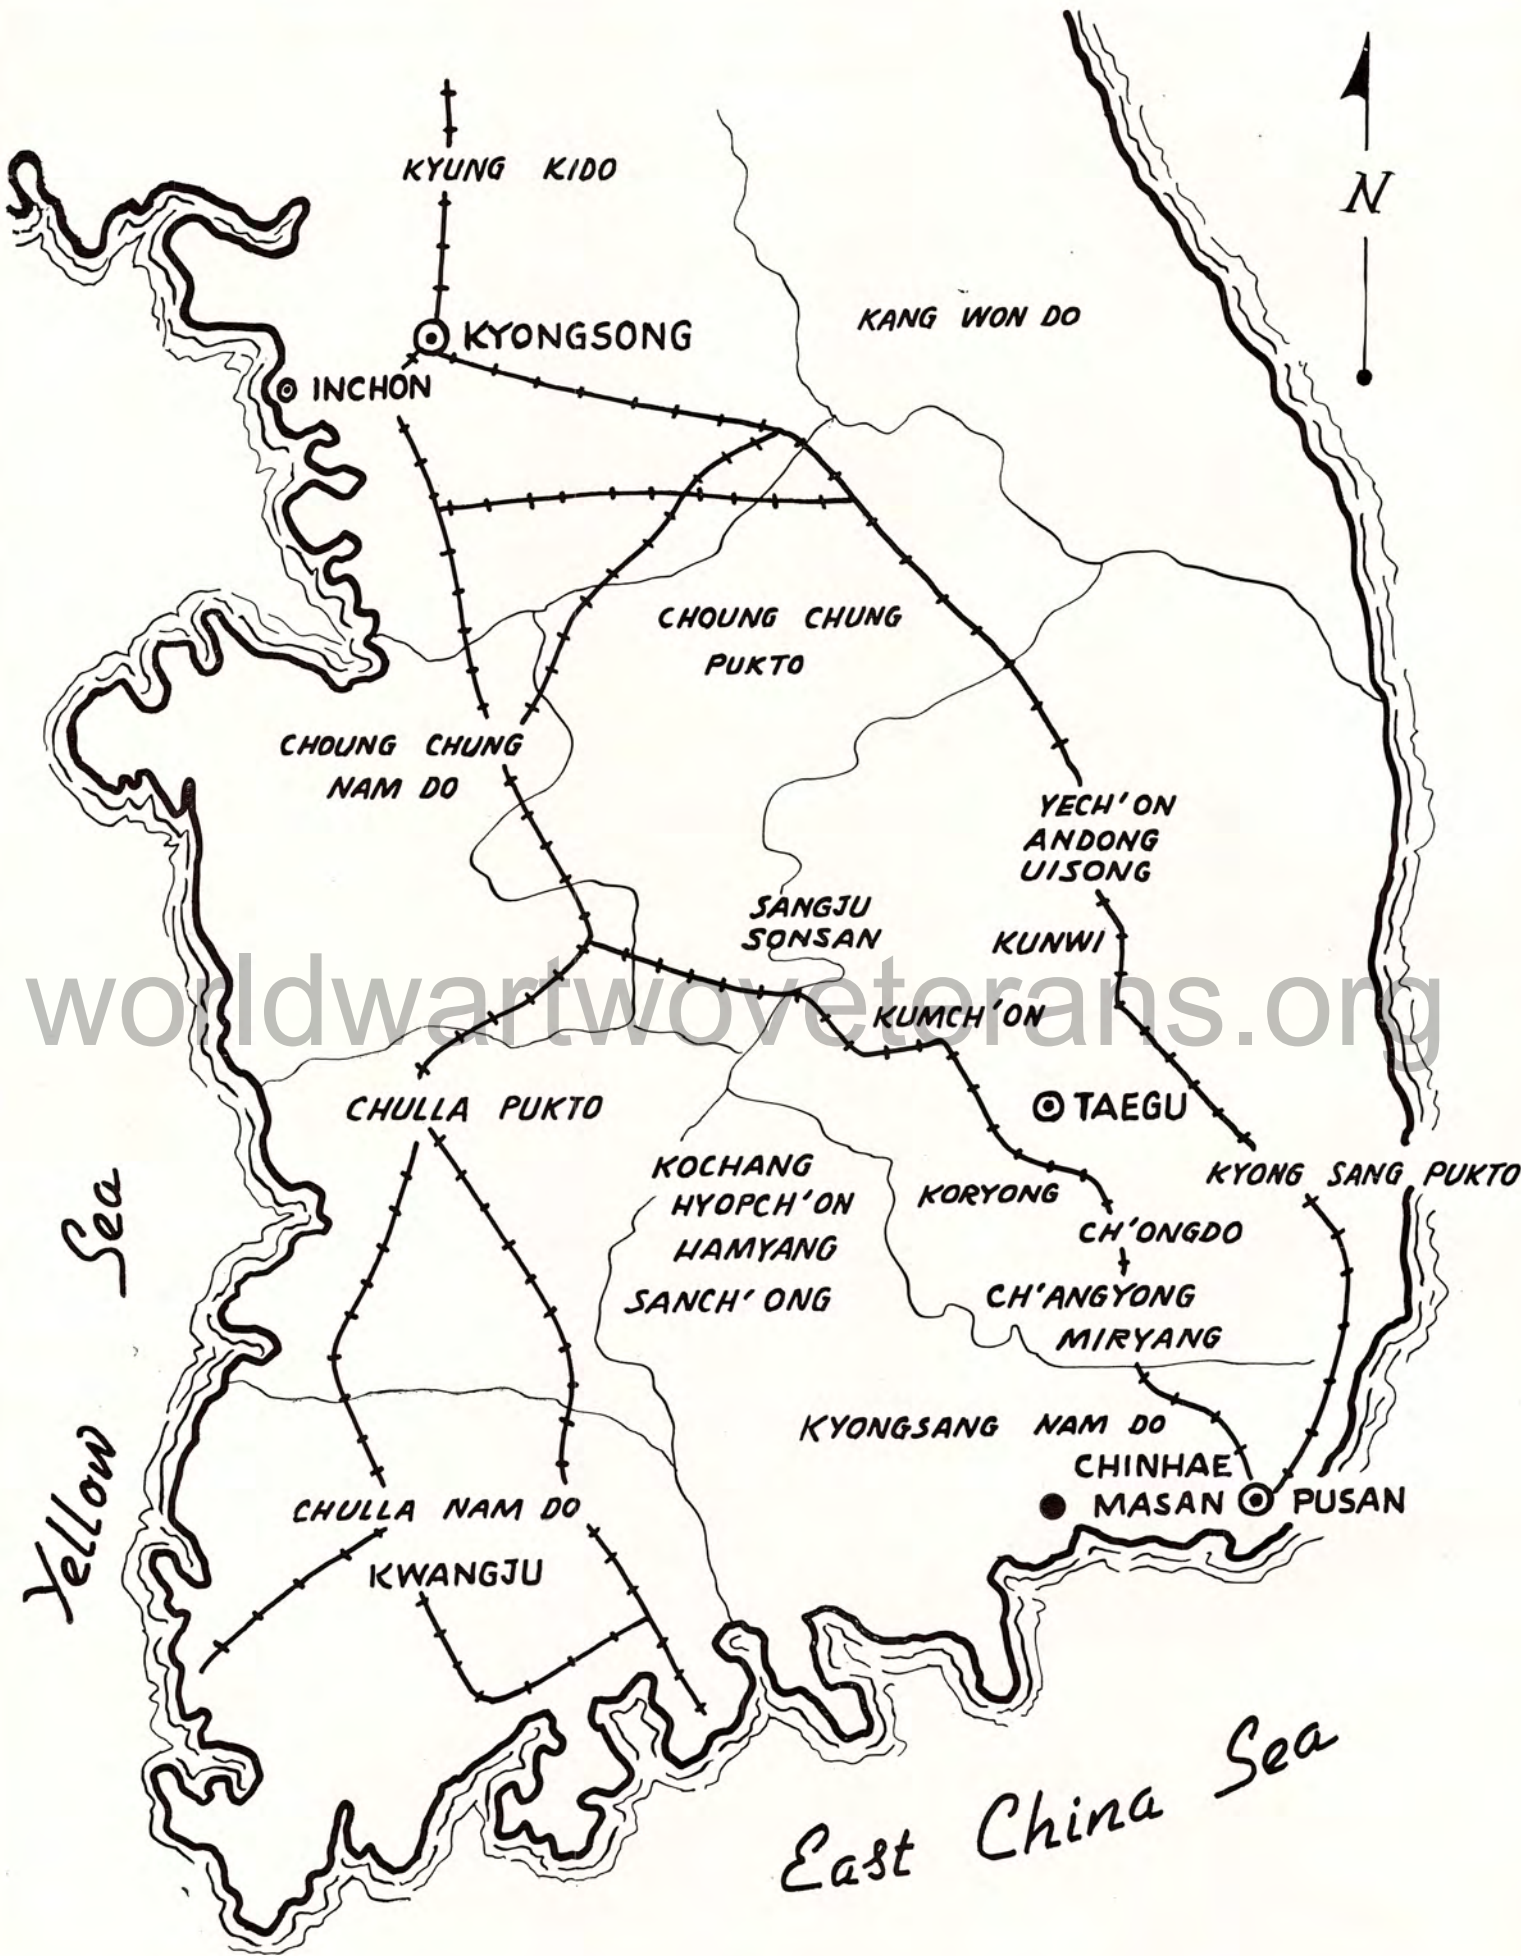 KYUNG KIDO
N
KANG WON DO
KYONGSONG
INCHON
CHOUNG CHUNG
PUKTO
CHOUNG CHUNG
NAM DO
YECH'ON
ANDONG
UISONG
SANGJU
SONSAN
KUNWI
worldwartwoveterans.org
KUMCH'ON
TAEGU
CHULLA PUKTO
KYONG SANG PUKTO
KOCHANG
HYOPCH'ON
HAMYANG
SANCH'ONG
KORYONG
CH'ONGDO
CH'ANGYONG
MIRYANG
Yellow Sea
KYONGSANG NAM DO
CHINHAE
MASAN
PUSAN
CHULLA NAM DO
KWANGJU
East China Sea